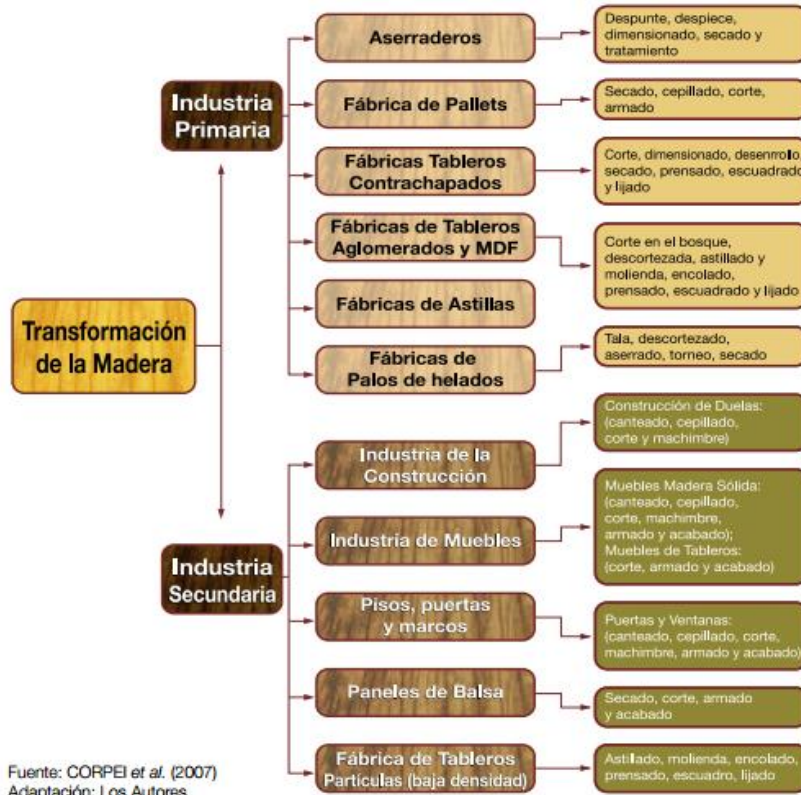 Transformación
de la Madera
Industria
Primaria
Aserraderos
Despunte, despiece,
dimensionado, secado y
tratamiento
Fábrica de Pallets
Secado, cepillado, corte,
armado
Fábricas Tableros
Contrachapados
Corte, dimensionado, desenrrollo,
secado, prensado, escuadrado
y lijado
Fábricas de Tableros
Aglomerados y MDF
Corte en el bosque,
descortezada, astillado y
molienda, encolado,
prensado, escuadrado y lijado
Fábricas de Astillas
Fábricas de
Palos de helados
Tala, descortezado,
aserrado, torneo, secado
Industria
Secundaria
Industria de la
Construcción
Construcción de Duelas:
(canteado, cepillado,
corte y machimbre)
Industria de Muebles
Muebles Madera Sólida:
(canteado, cepillado,
corte, machimbre,
armado y acabado);
Muebles de Tableros:
(corte, armado y acabado)
Pisos, puertas
y marcos
Puertas y Ventanas:
(canteado, cepillado, corte,
machimbre, armado y acabado)
Paneles de Balsa
Secado, corte, armado
y acabado
Fábrica de Tableros
Partículas (baja densidad)
Astillado, molienda, encolado,
prensado, escuadro, lijado
Fuente: CORPEI et al. (2007)
Adaptación: Los Autores